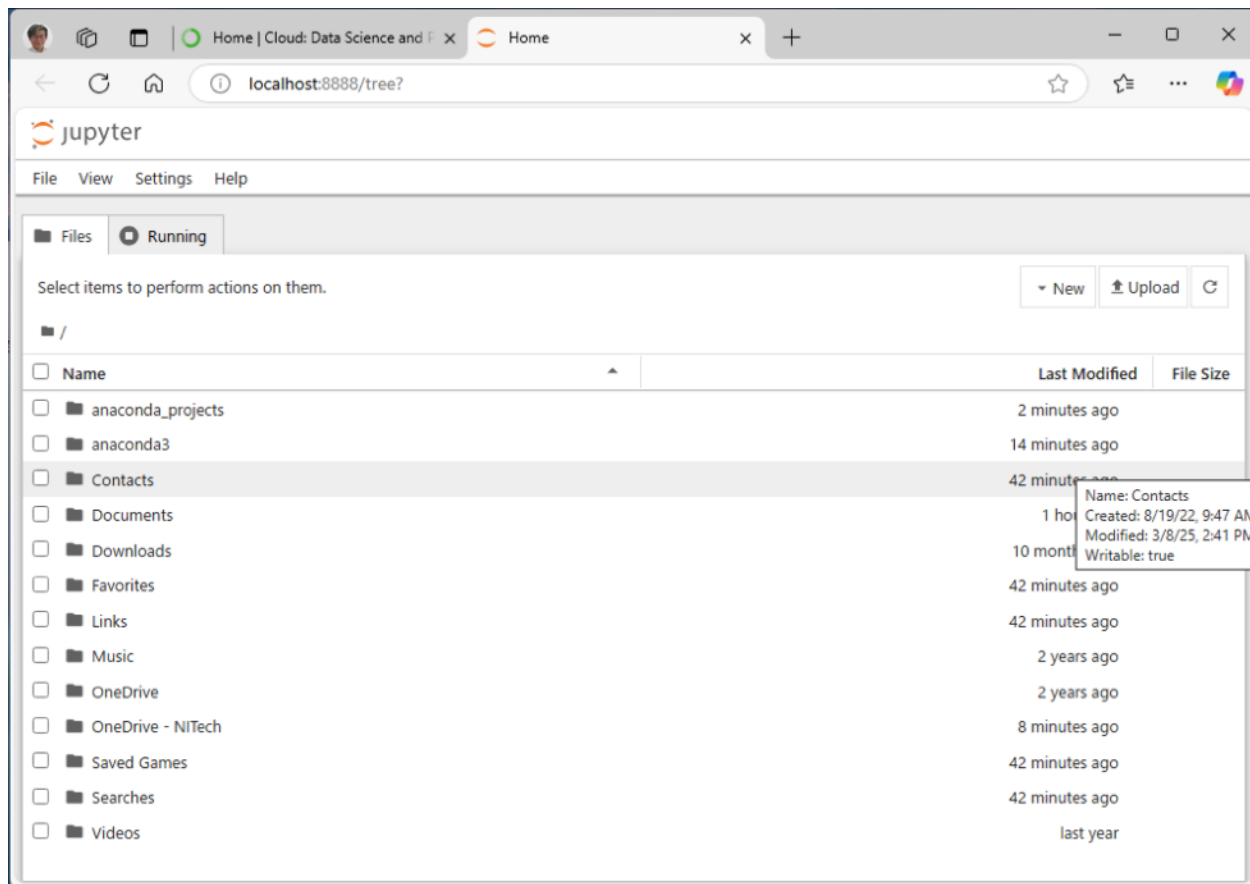 Home | Cloud: Data Science and
Home
localhost:8888/tree?
jupyter
File View Settings Help
Files Running
Select items to perform actions on them.
New Upload
/
Name Last Modified File Size
anaconda_projects 2 minutes ago
anaconda3 14 minutes ago
Contacts 42 minutes ago
Name: Contacts
Documents 1 hou
Created: 8/19/22, 9:47 AM
Modified: 3/8/25, 2:41 PM
Downloads 10 month
Writable: true
Favorites 42 minutes ago
Links 42 minutes ago
Music 2 years ago
OneDrive 2 years ago
OneDrive - NITech 8 minutes ago
Saved Games 42 minutes ago
Searches 42 minutes ago
Videos last year